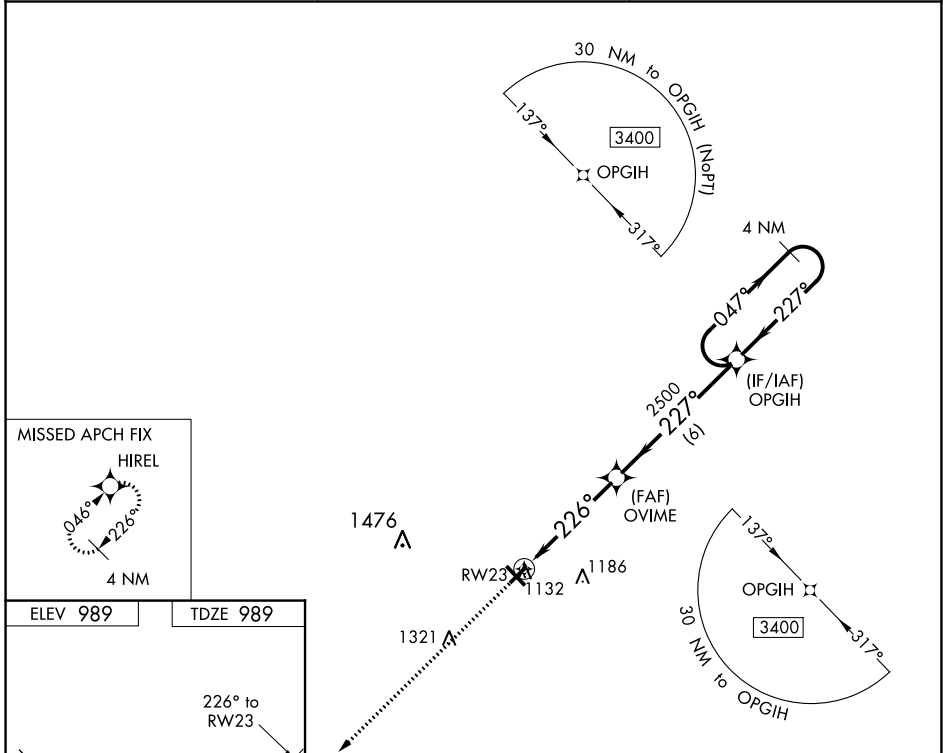 30 NM to OPGIH (NoPT)
137°
3400
OPGIH
317°
4 NM
047°
227°
(IF/IAF)
OPGIH
2500
227°
(6)
(FAF)
OVIME
226°
MISSED APCH FIX
HIREL
046°
226°
4 NM
1476
RW23
1132
1186
1321
137°
OPGIH
3400
317°
30 NM to OPGIH
ELEV 989
TDZE 989
226° to
RW23